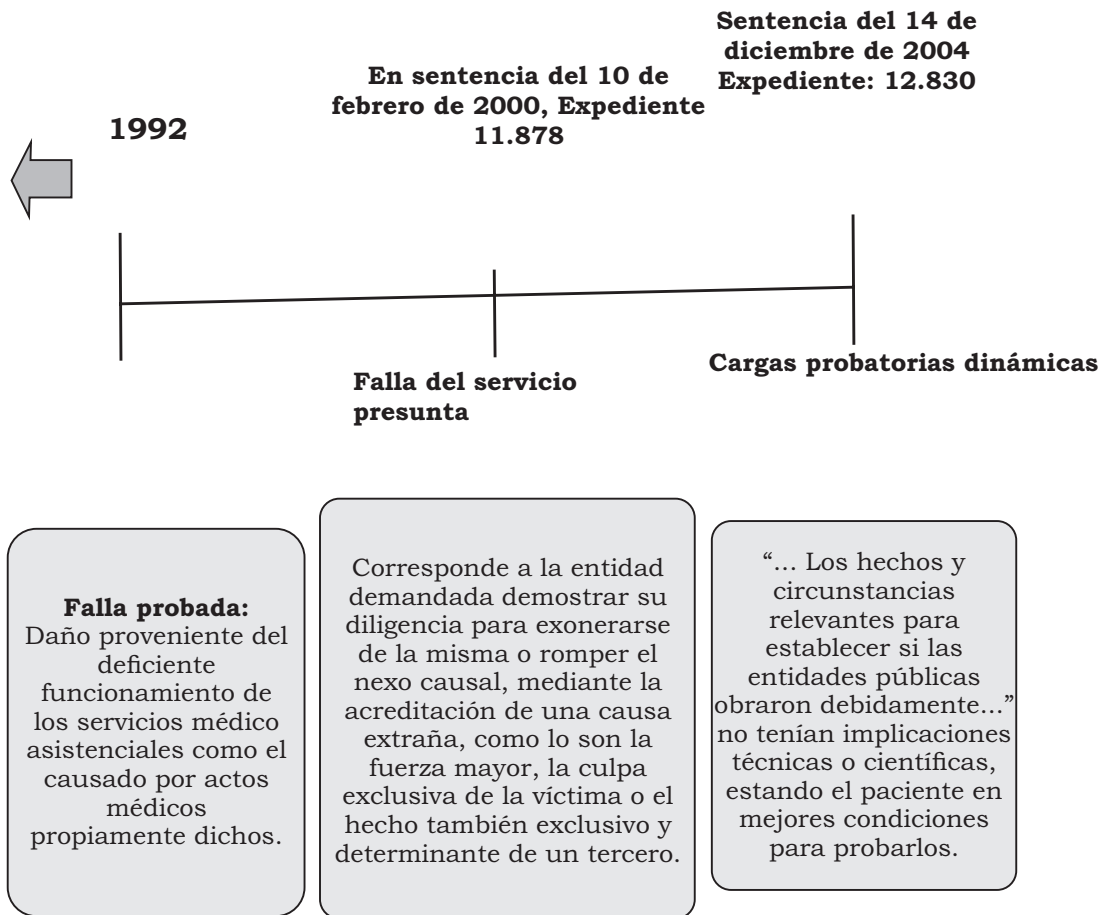 1992
En sentencia del 10 de
febrero de 2000, Expediente
11.878
Sentencia del 14 de
diciembre de 2004
Expediente: 12.830
Falla del servicio
presunta
Cargas probatorias dinámicas
Falla probada:
Daño proveniente del
deficiente
funcionamiento de
los servicios médico
asistenciales como el
causado por actos
médicos
propiamente dichos.
Corresponde a la entidad
demandada demostrar su
diligencia para exonerarse
de la misma o romper el
nexo causal, mediante la
acreditación de una causa
extraña, como lo son la
fuerza mayor, la culpa
exclusiva de la víctima o el
hecho también exclusivo y
determinante de un tercero.
“... Los hechos y
circunstancias
relevantes para
establecer si las
entidades públicas
obraron debidamente...”
no tenían implicaciones
técnicas o científicas,
estando el paciente en
mejores condiciones
para probarlos.